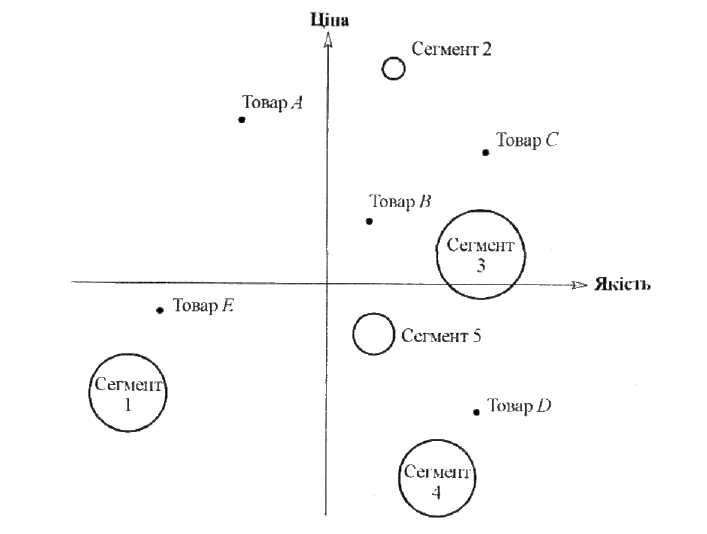 Ціна
Сегмент 2
Товар A
Товар C
Товар B
Сегмент
3
Якість
Товар E
Сегмент 5
Сегмент
1
Товар D
Сегмент
4